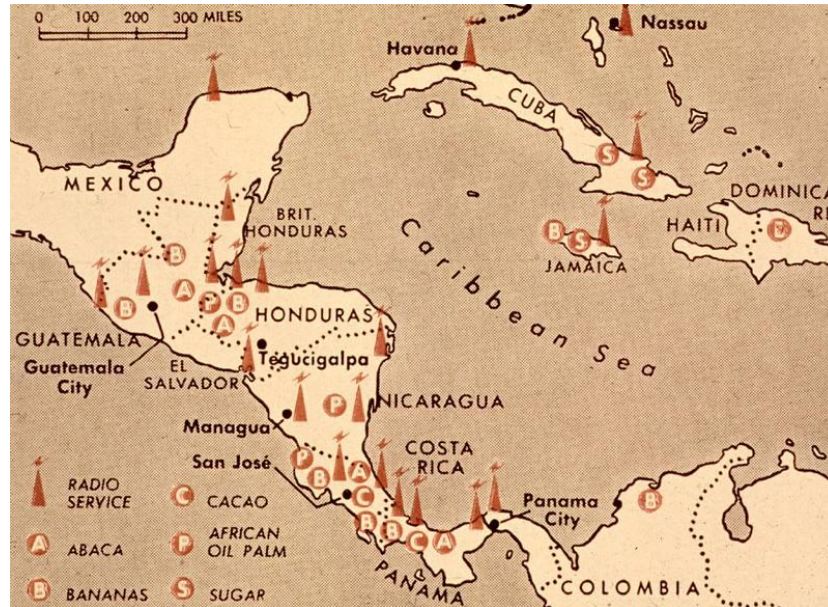 0 100 200 300 MILES
Nassau
Havana
CUBA
S
S
MEXICO
BRIT.
HONDURAS
DOMINICA
RE
HAITI
B
S
JAMAICA
Caribbean Sea
B
A
P
B
B
A
HONDURAS
GUATEMALA
Guatemala
City
EL
SALVADOR
Tegucigalpa
P
NICARAGUA
Managua
COSTA
RICA
San José
P
B
A
C
B
B
C
A
Panama
City
PANAMA
B
COLOMBIA
RADIO
SERVICE
C CACAO
A ABACA
P AFRICAN
OIL PALM
B BANANAS
S SUGAR